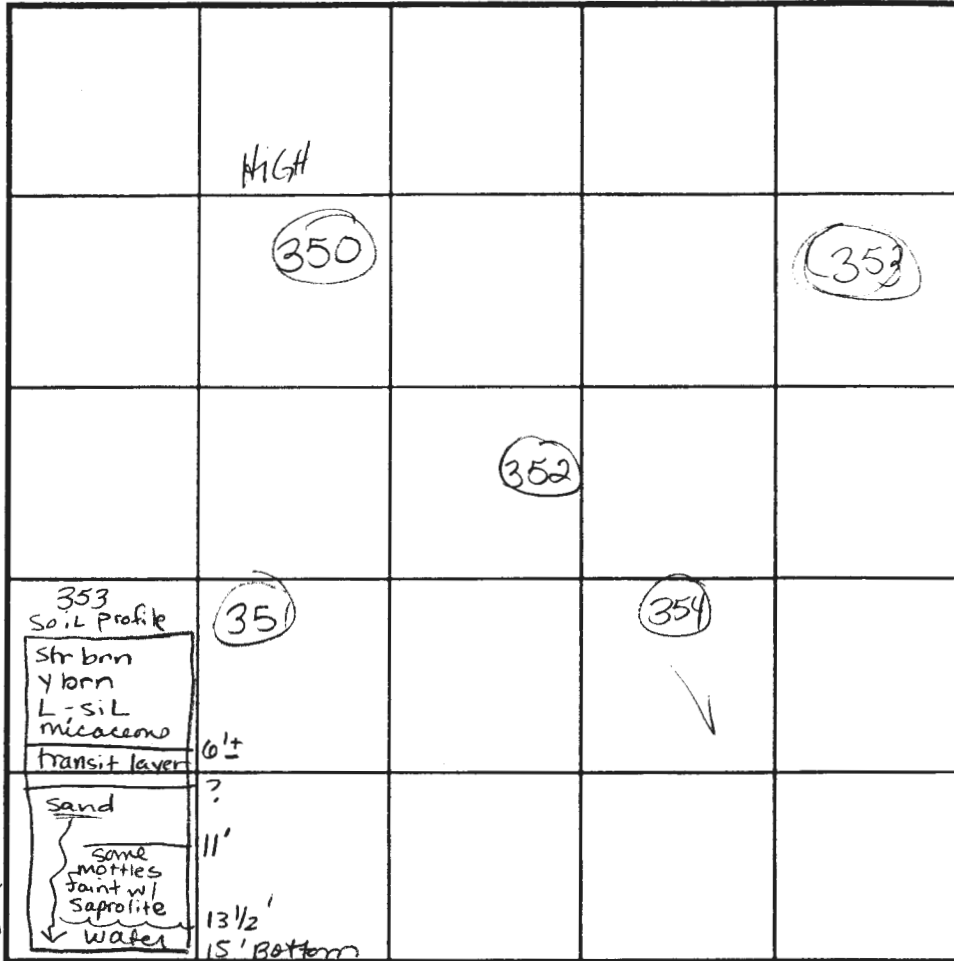 HiGH
350
353
352
353
Soil profile
351
354
Str brn
y brn
L-SiL
micaceous
6'±
transit layer
?
Sand
11'
some
mottles
faint w/
Saprolite
13 1/2'
water
15' Bottom